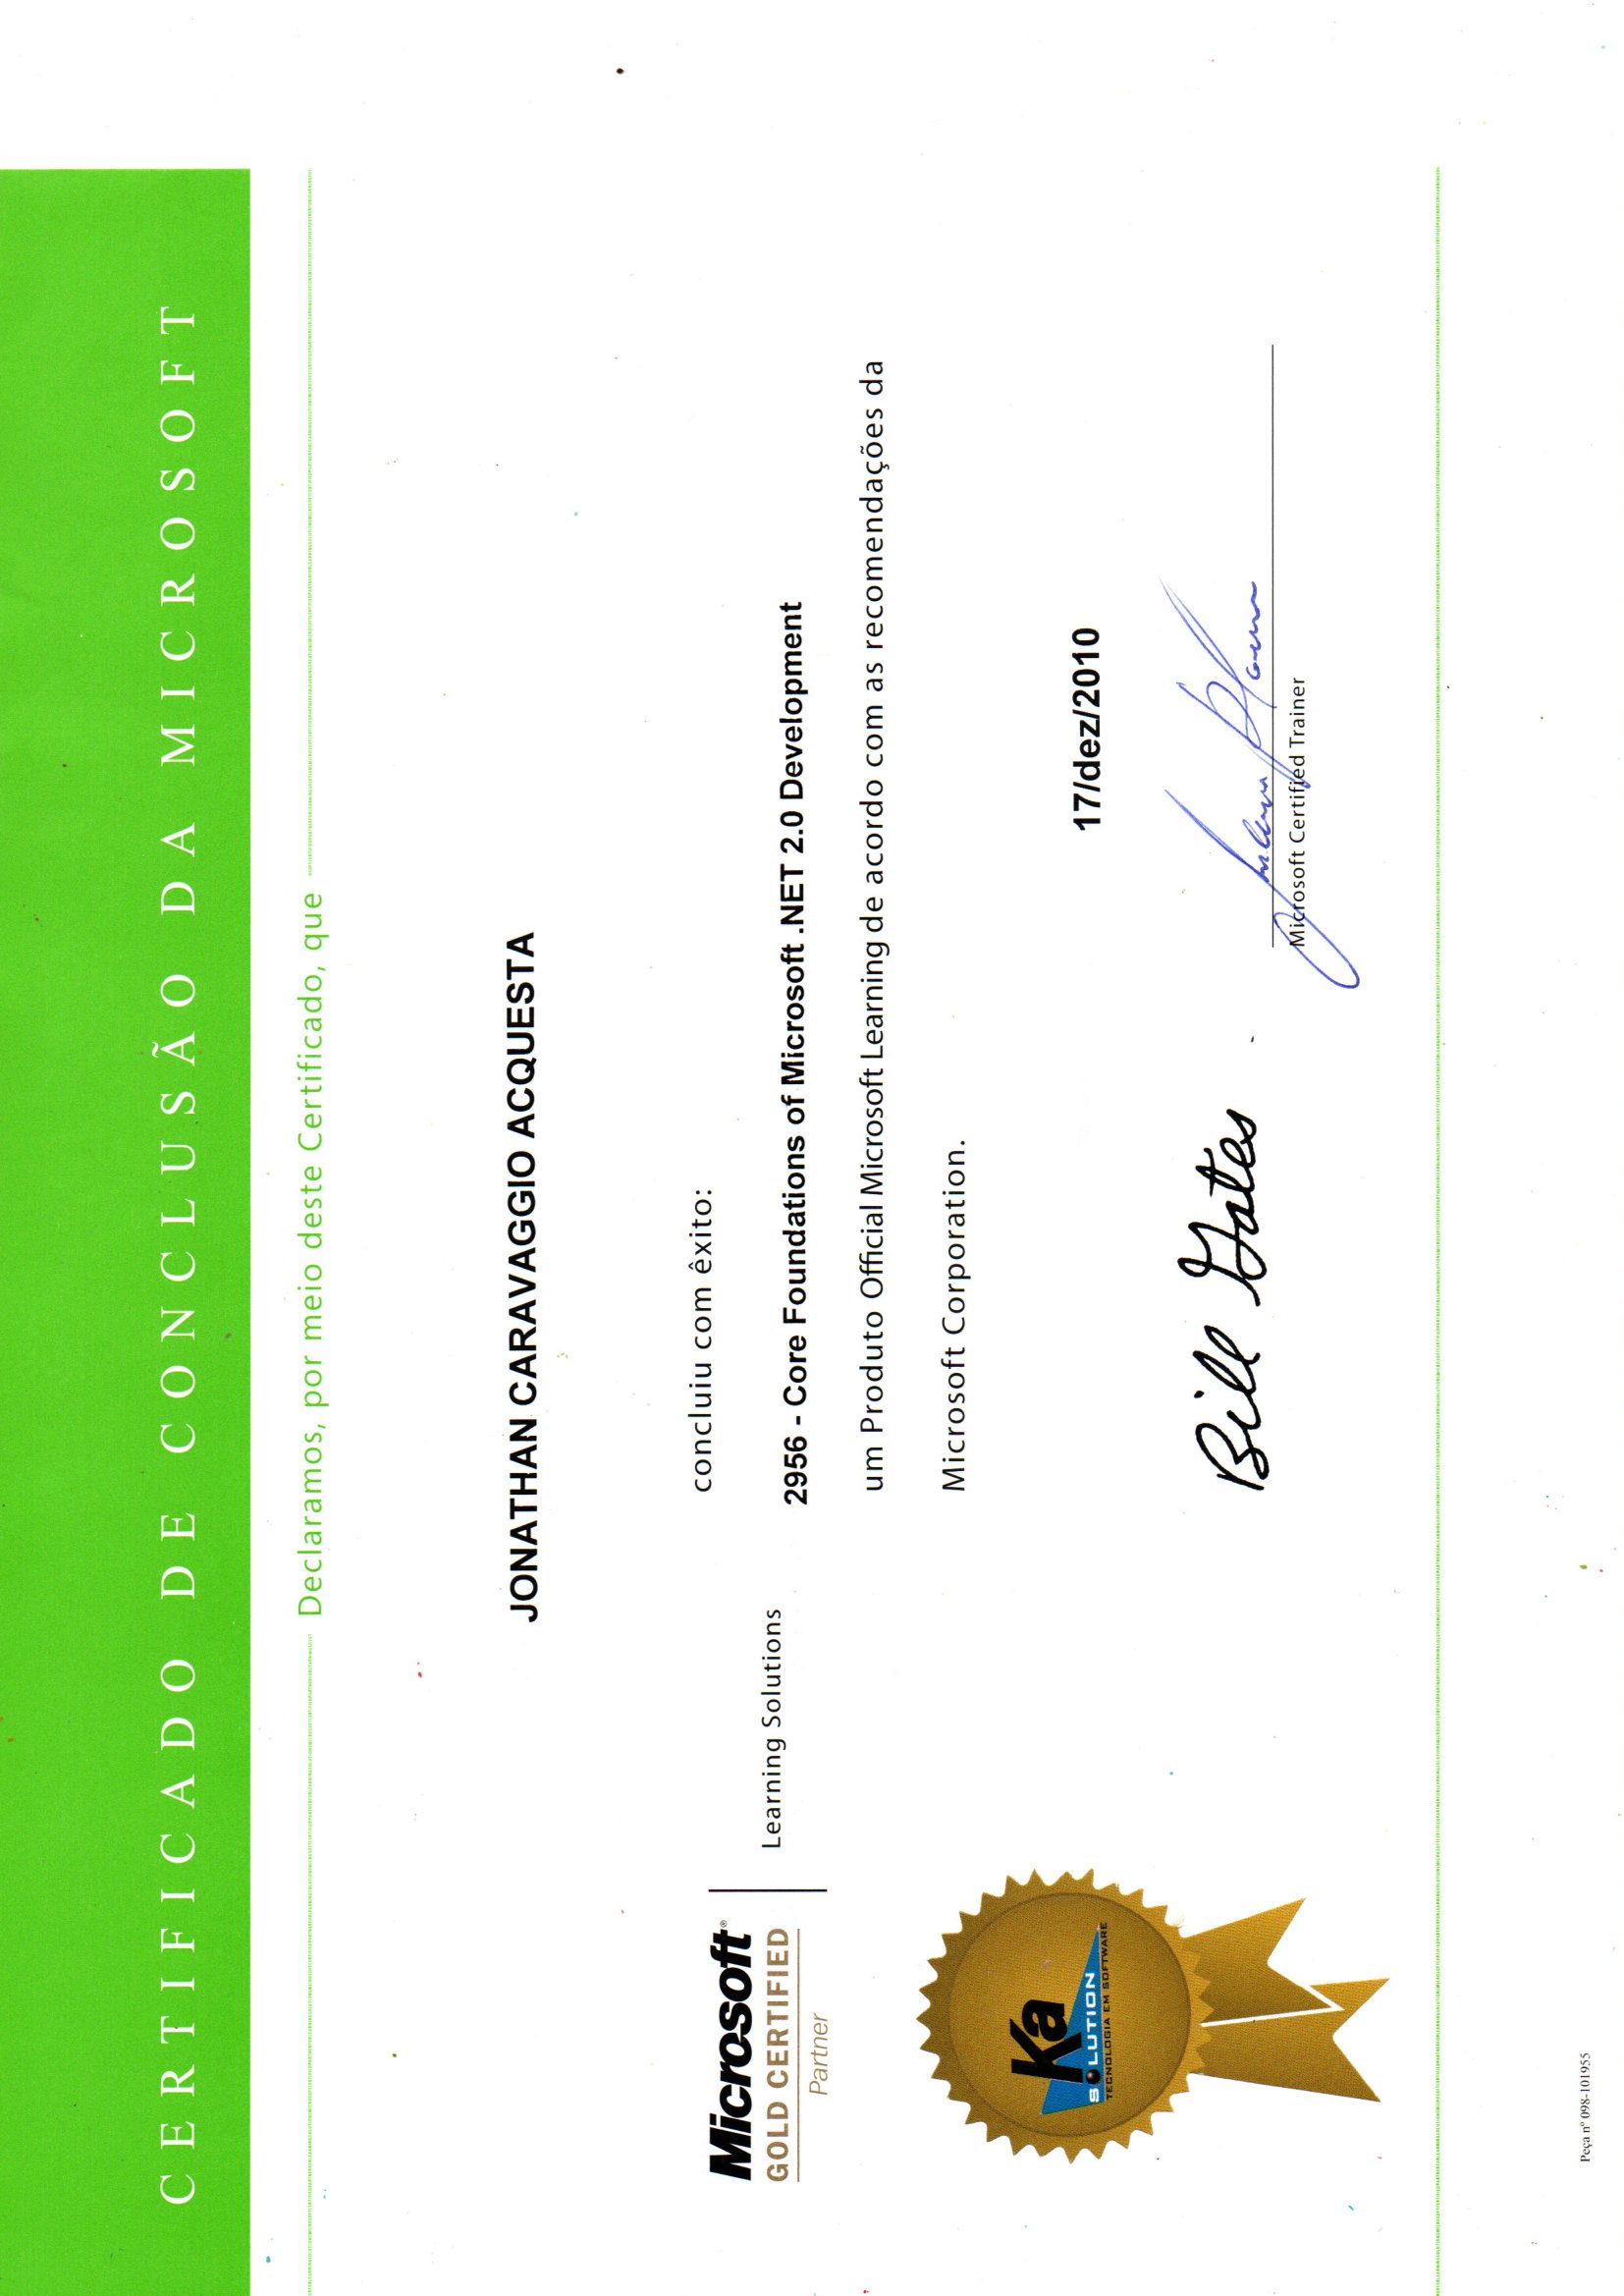 CERTIFICADO DE CONCLUSÃO DA MICROSOFT
Declaramos, por meio deste Certificado, que
JONATHAN CARAVAGGIO ACQUESTA
concluiu com êxito:
Microsoft®
GOLD CERTIFIED
Partner
Learning Solutions
2956 - Core Foundations of Microsoft .NET 2.0 Development
um Produto Official Microsoft Learning de acordo com as recomendações da
Microsoft Corporation.
Ka
SOLUTION
TECNOLOGIA EM SOFTWARE
17/dez/2010
Bill Gates
Microsoft Certified Trainer
Peça nº 098-101955